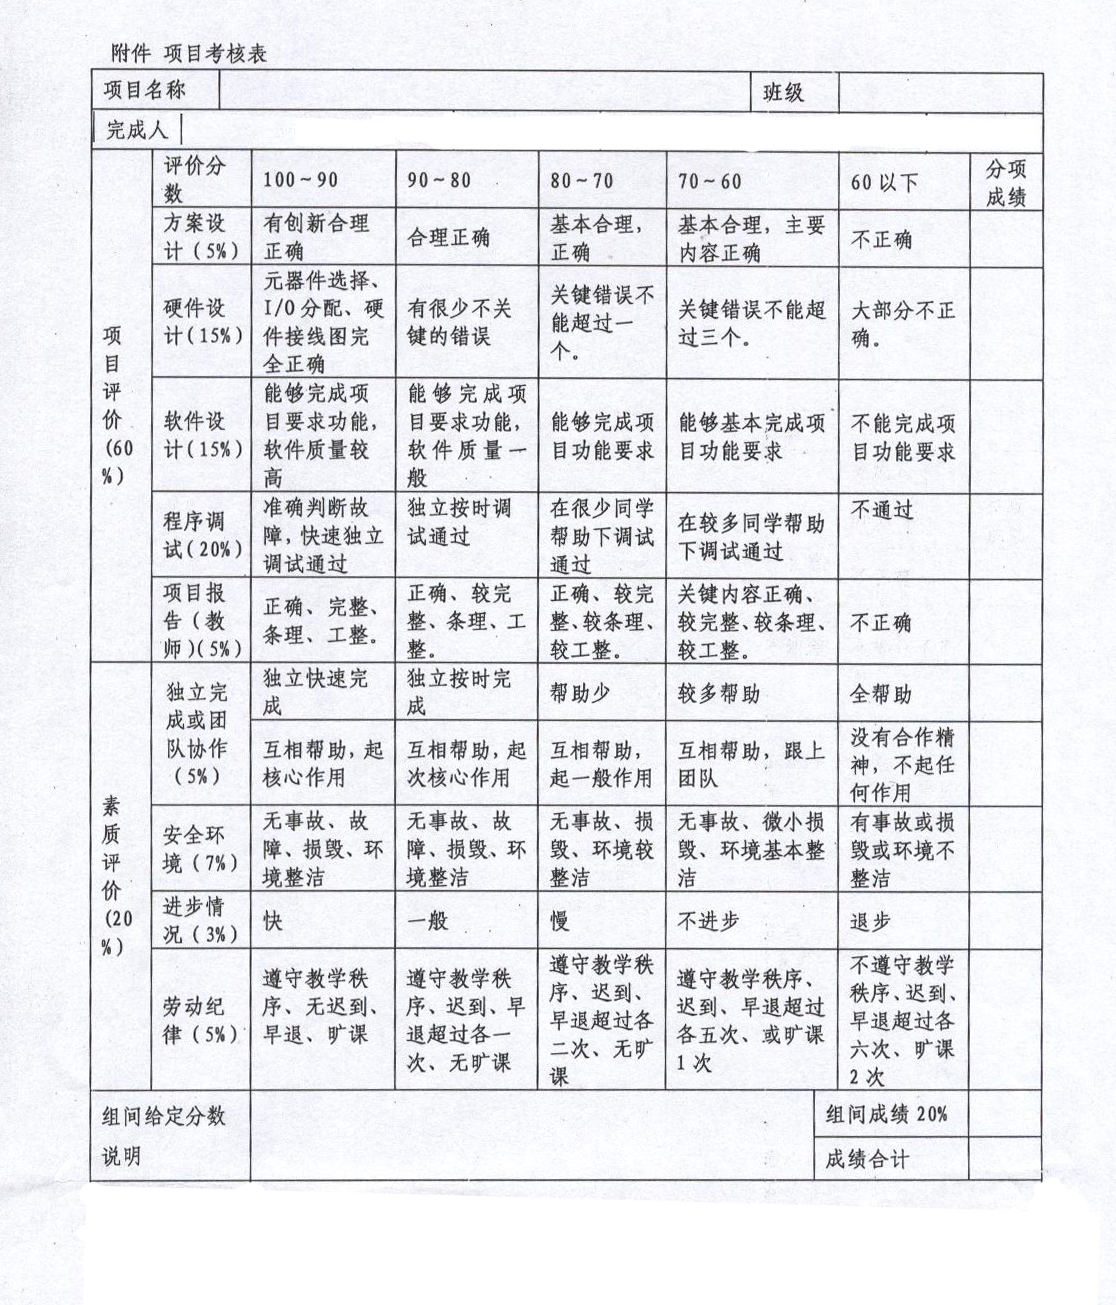 附件 项目考核表
项目名称 班级
完成人
项目评价(60%)
评价分数 100~90 90~80 80~70 70~60 60以下 分项成绩
方案设计（5%） 有创新合理正确 合理正确 基本合理，正确 基本合理，主要内容正确 不正确
硬件设计(15%) 元器件选择、I/O分配、硬件接线图完全正确 有很少不关键的错误 关键错误不能超过一个。 关键错误不能超过三个。 大部分不正确。
软件设计(15%) 能够完成项目要求功能，软件质量较高 能够完成项目要求功能，软件质量一般 能够完成项目功能要求 能够基本完成项目功能要求 不能完成项目功能要求
程序调试(20%) 准确判断故障，快速独立调试通过 独立按时调试通过 在很少同学帮助下调试通过 在较多同学帮助下调试通过 不通过
项目报告（教师）(5%) 正确、完整、条理、工整。 正确、较完整、条理、工整。 正确、较完整、较条理、较工整。 关键内容正确、较完整、较条理、较工整。 不正确
素质评价(20%)
独立完成或团队协作（5%） 独立快速完成 独立按时完成 帮助少 较多帮助 全帮助
互相帮助，起核心作用 互相帮助，起次核心作用 互相帮助，起一般作用 互相帮助，跟上团队 没有合作精神，不起任何作用
安全环境（7%） 无事故、故障、损毁、环境整洁 无事故、故障、损毁、环境整洁 无事故、损毁、环境较整洁 无事故、微小损毁、环境基本整洁 有事故或损毁或环境不整洁
进步情况（3%） 快 一般 慢 不进步 退步
劳动纪律（5%） 遵守教学秩序、无迟到、早退、旷课 遵守教学秩序、迟到、早退超过各一次、无旷课 遵守教学秩序、迟到、早退超过各二次、无旷课 遵守教学秩序、迟到、早退超过各五次、或旷课1次 不遵守教学秩序、迟到、早退超过各六次、旷课2次
组间给定分数说明 组间成绩20%
成绩合计